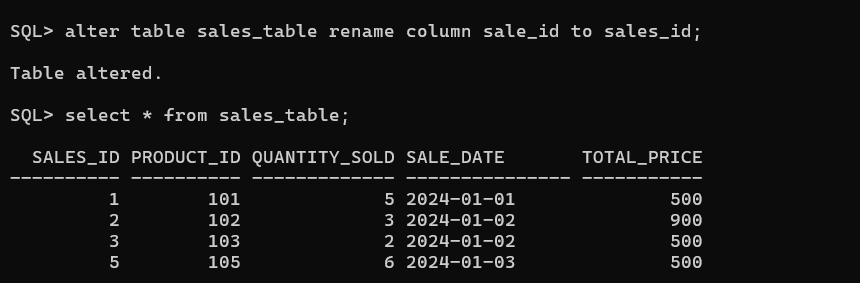 SQL> alter table sales_table rename column sale_id to sales_id;
Table altered.
SQL> select * from sales_table;
  SALES_ID PRODUCT_ID QUANTITY_SOLD SALE_DATE       TOTAL_PRICE
---------- ---------- ------------- --------------- -----------
         1        101             5 2024-01-01              500
         2        102             3 2024-01-02              900
         3        103             2 2024-01-02              500
         5        105             6 2024-01-03              500